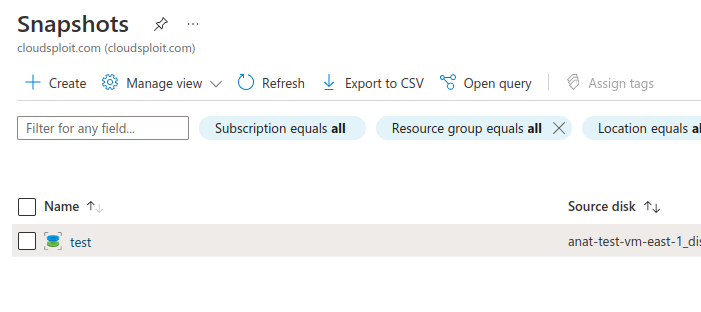 Snapshots
cloudsploit.com (cloudsploit.com)
Create Manage view Refresh Export to CSV Open query Assign tags
Filter for any field... Subscription equals all Resource group equals all Location equals
Name Source disk
test anat-test-vm-east-1_dis